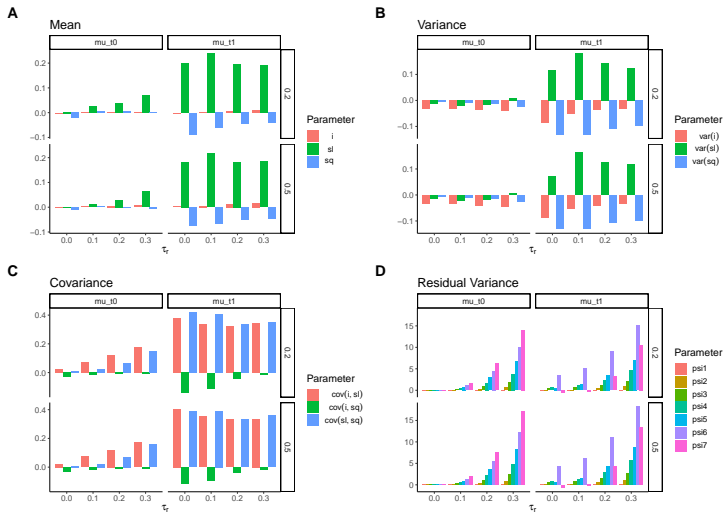 A
Mean
mu_t0
mu_t1
0.2
0.1
0.0
−0.1
0.2
0.2
0.1
0.0
−0.1
0.5
0.0
0.1
0.2
0.3
0.0
0.1
0.2
0.3
τr
Parameter
i
sl
sq
B
Variance
mu_t0
mu_t1
0.1
0.0
−0.1
0.2
0.1
0.0
−0.1
0.5
0.0
0.1
0.2
0.3
0.0
0.1
0.2
0.3
τr
Parameter
var(i)
var(sl)
var(sq)
C
Covariance
mu_t0
mu_t1
0.4
0.2
0.0
0.2
0.4
0.2
0.0
0.5
0.0
0.1
0.2
0.3
0.0
0.1
0.2
0.3
τr
Parameter
cov(i, sl)
cov(i, sq)
cov(sl, sq)
D
Residual Variance
mu_t0
mu_t1
15
10
5
0
0.2
15
10
5
0
0.5
0.0
0.1
0.2
0.3
0.0
0.1
0.2
0.3
τr
Parameter
psi1
psi2
psi3
psi4
psi5
psi6
psi7